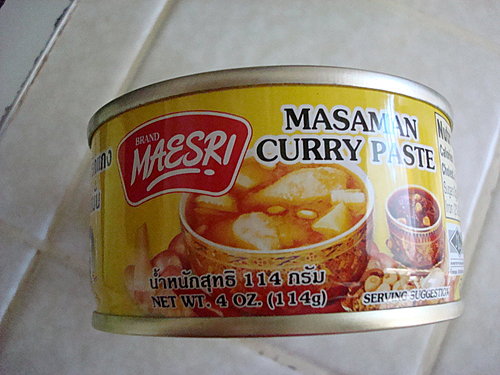 BRAND
MAESRI
MASAMAN
CURRY PASTE
น้ำหนักสุทธิ 114 กรัม
NET WT. 4 OZ. (114g)
SERVING SUGGESTION